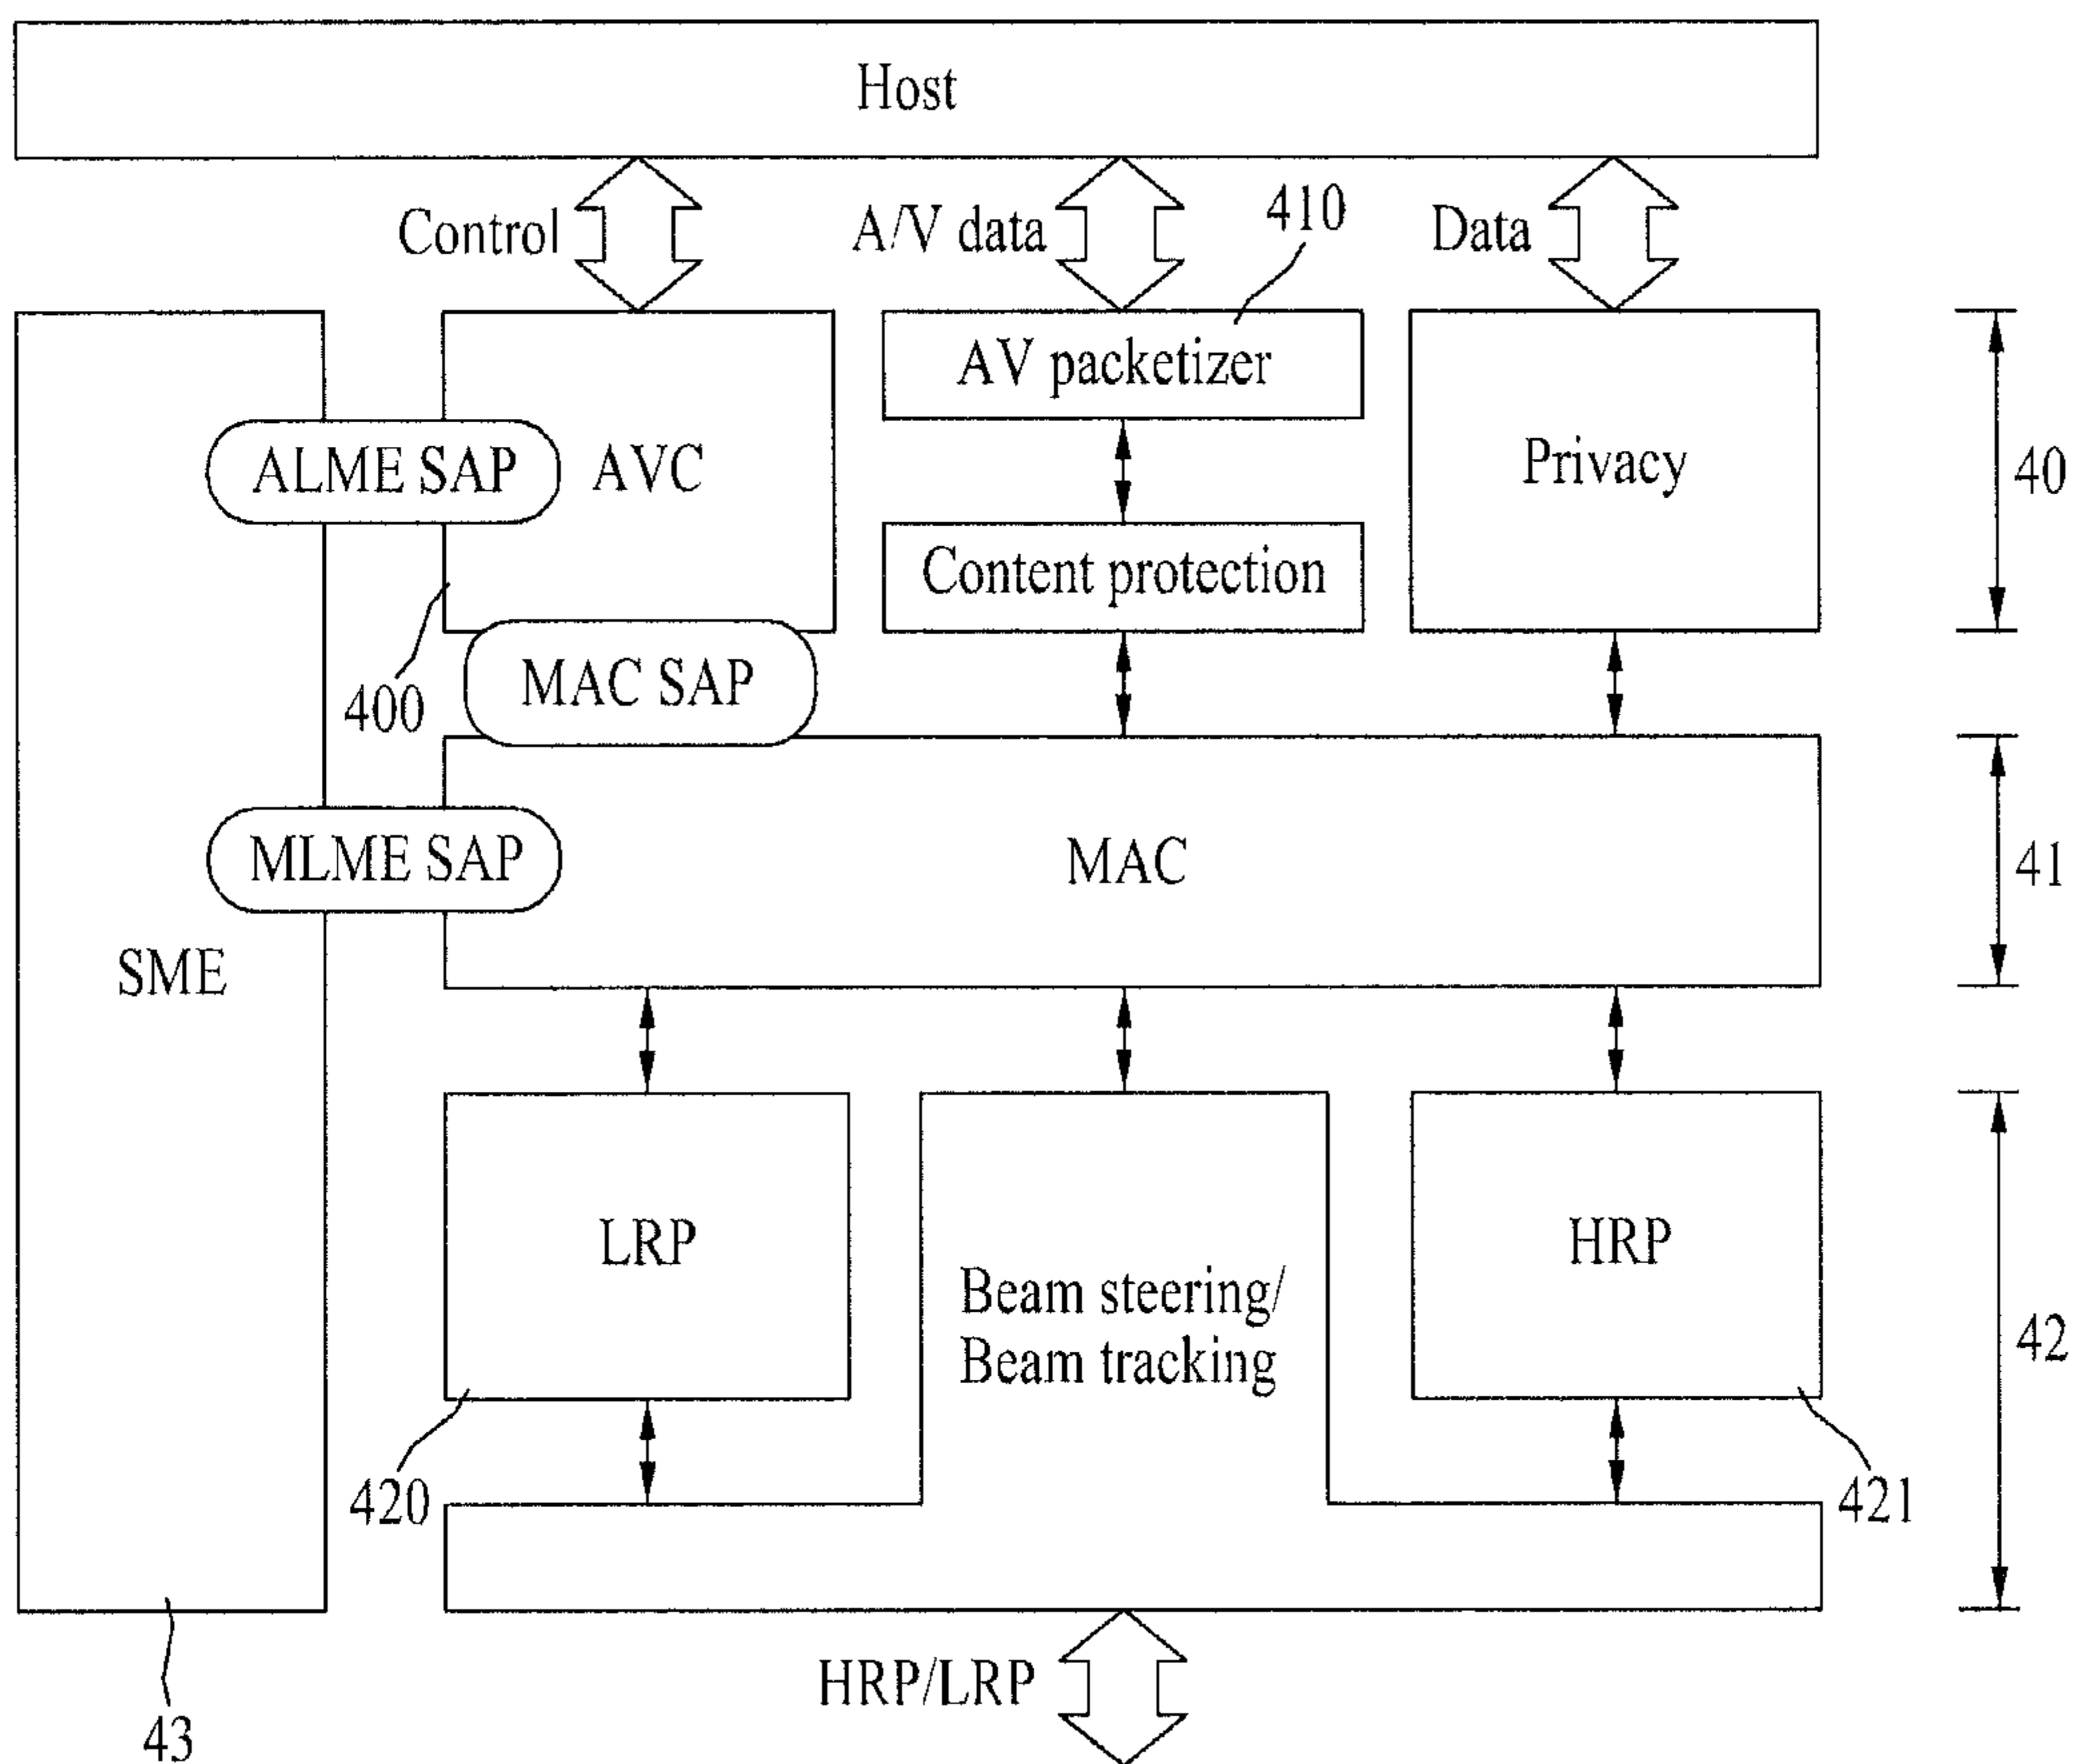 Host
Control
A/V data
410
Data
AV packetizer
ALME SAP
AVC
Privacy
40
Content protection
400
MAC SAP
MLME SAP
MAC
41
SME
LRP
HRP
Beam steering/
Beam tracking
42
420
421
HRP/LRP
43